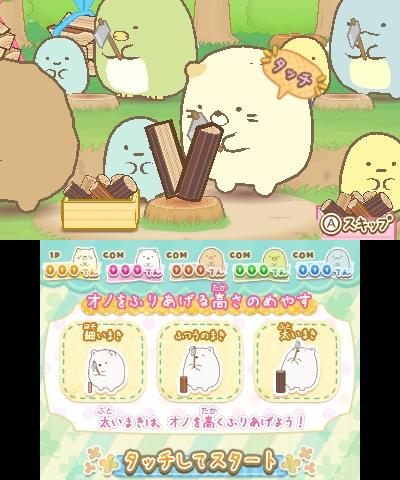 タッチ
Ⓐスキップ
1P COM COM COM COM
000てん 000てん 000てん 000てん 000てん
オノをふりあげる高さのめやす
たか
細いまき ふつうのまき 太いまき
ほそ ふと
太いまきは、オノを高くふりあげよう!
ふと たか
タッチしてスタート